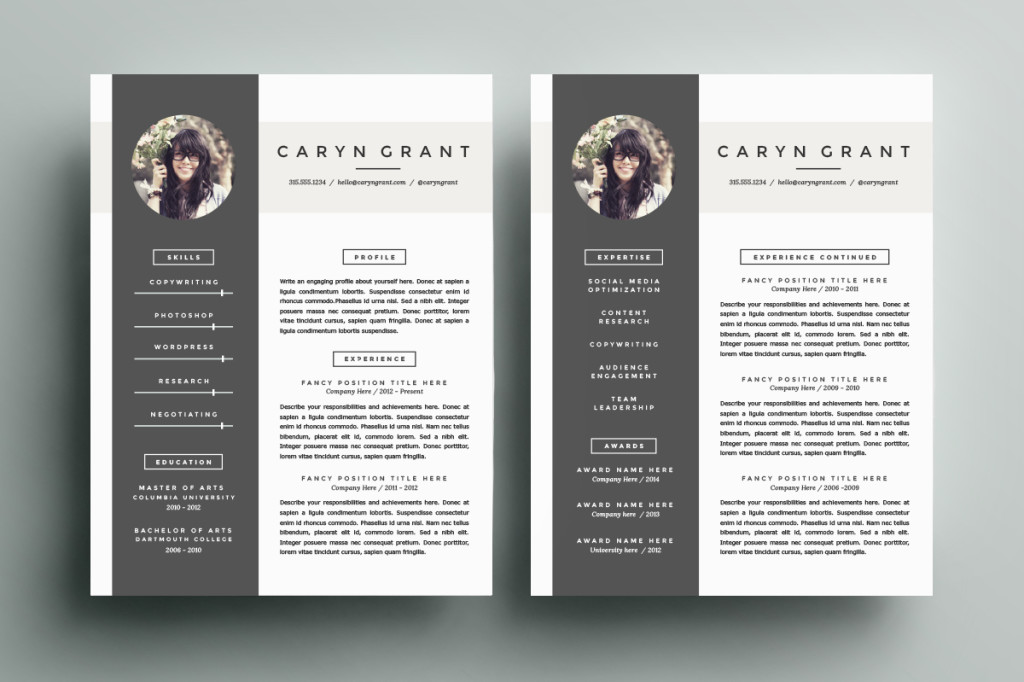 CARYN GRANT
315.555.1234 / hello@caryngrant.com / @caryngrant
SKILLS
COPYWRITING
PHOTOSHOP
WORDPRESS
RESEARCH
NEGOTIATING
EDUCATION
MASTER OF ARTS
COLUMBIA UNIVERSITY
2010 - 2012
BACHELOR OF ARTS
DARTMOUTH COLLEGE
2006 - 2010
PROFILE
Write an engaging profile about yourself here. Donec at sapien a
ligula condimentum lobortis. Suspendisse consectetur enim id
rhoncus commodo.Phasellus id urna nisl. Sed a nibh elit. Integer
posuere massa nec consequat pretium. Donec porttitor, lorem
vitae tincidunt cursus, sapien quam fringilla. Donec at sapien a
ligula condimentum lobortis suspendisse.
EXPERIENCE
FANCY POSITION TITLE HERE
Company Here / 2012 - Present
Describe your responsibilities and achievements here. Donec at
sapien a ligula condimentum lobortis. Suspendisse consectetur
enim id rhoncus commodo. Phasellus id urna nisl. Nam nec tellus
bibendum, placerat elit id, commodo lorem. Sed a nibh elit.
Integer posuere massa nec consequat pretium. Donec porttitor,
lorem vitae tincidunt cursus, sapien quam fringilla.
FANCY POSITION TITLE HERE
Company Here / 2011 - 2012
Describe your responsibilities and achievements here. Donec at
sapien a ligula condimentum lobortis. Suspendisse consectetur
enim id rhoncus commodo. Phasellus id urna nisl. Nam nec tellus
bibendum, placerat elit id, commodo lorem. Sed a nibh elit.
Integer posuere massa nec consequat pretium. Donec porttitor,
lorem vitae tincidunt cursus, sapien quam fringilla.
CARYN GRANT
315.555.1234 / hello@caryngrant.com / @caryngrant
EXPERTISE
SOCIAL MEDIA
OPTIMIZATION
CONTENT
RESEARCH
COPYWRITING
AUDIENCE
ENGAGEMENT
TEAM
LEADERSHIP
AWARDS
AWARD NAME HERE
Company Here / 2014
AWARD NAME HERE
Company here / 2013
AWARD NAME HERE
University here / 2012
EXPERIENCE CONTINUED
FANCY POSITION TITLE HERE
Company Here / 2010 - 2011
Describe your responsibilities and achievements here. Donec at
sapien a ligula condimentum lobortis. Suspendisse consectetur
enim id rhoncus commodo. Phasellus id urna nisl. Nam nec tellus
bibendum, placerat elit id, commodo lorem. Sed a nibh elit.
Integer posuere massa nec consequat pretium. Donec porttitor,
lorem vitae tincidunt cursus, sapien quam fringilla.
FANCY POSITION TITLE HERE
Company Here / 2009 - 2010
Describe your responsibilities and achievements here. Donec at
sapien a ligula condimentum lobortis. Suspendisse consectetur
enim id rhoncus commodo. Phasellus id urna nisl. Nam nec tellus
bibendum, placerat elit id, commodo lorem. Sed a nibh elit.
Integer posuere massa nec consequat pretium. Donec porttitor,
lorem vitae tincidunt cursus, sapien quam fringilla.
FANCY POSITION TITLE HERE
Company Here / 2006 -2009
Describe your responsibilities and achievements here. Donec at
sapien a ligula condimentum lobortis. Suspendisse consectetur
enim id rhoncus commodo. Phasellus id urna nisl. Nam nec tellus
bibendum, placerat elit id, commodo lorem. Sed a nibh elit.
Integer posuere massa nec consequat pretium. Donec porttitor,
lorem vitae tincidunt cursus, sapien quam fringilla.